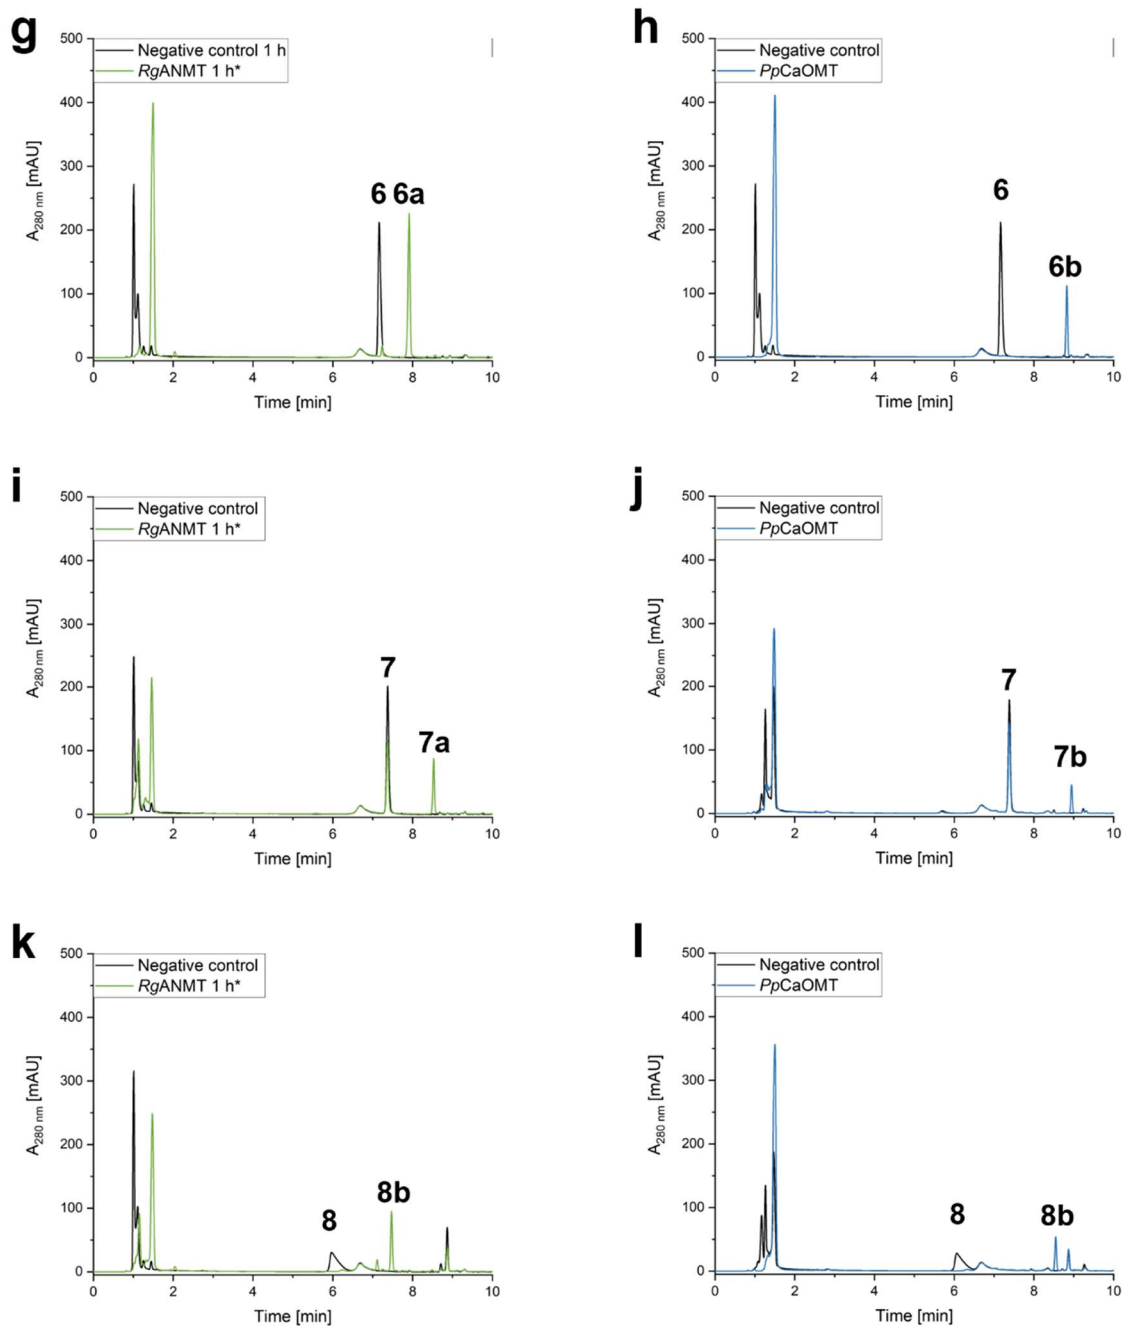 g
500
400
300
200
100
0
A280 nm [mAU]
Negative control 1 h
RgANMT 1 h*
6 6a
0 2 4 6 8 10
Time [min]
h
500
400
300
200
100
0
A280 nm [mAU]
Negative control
PpCaOMT
6
6b
0 2 4 6 8 10
Time [min]
i
500
400
300
200
100
0
A280 nm [mAU]
Negative control
RgANMT 1 h*
7
7a
0 2 4 6 8 10
Time [min]
j
500
400
300
200
100
0
A280 nm [mAU]
Negative control
PpCaOMT
7
7b
0 2 4 6 8 10
Time [min]
k
500
400
300
200
100
0
A280 nm [mAU]
Negative control
RgANMT 1 h*
8
8b
0 2 4 6 8 10
Time [min]
l
500
400
300
200
100
0
A280 nm [mAU]
Negative control
PpCaOMT
8
8b
0 2 4 6 8 10
Time [min]